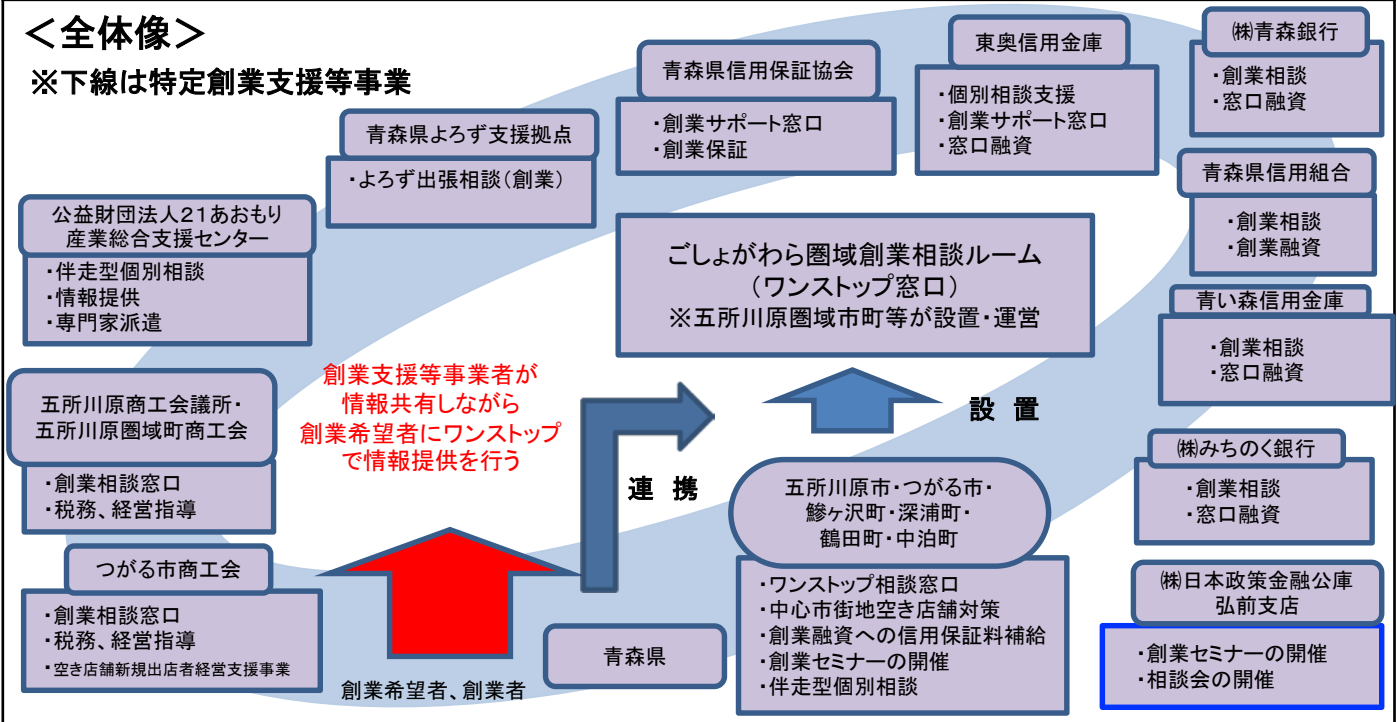 ＜全体像＞
※下線は特定創業支援等事業
公益財団法人２１あおもり
産業総合支援センター
・伴走型個別相談
・情報提供
・専門家派遣
青森県よろず支援拠点
・よろず出張相談（創業）
青森県信用保証協会
・創業サポート窓口
・創業保証
東奥信用金庫
・個別相談支援
・創業サポート窓口
・窓口融資
㈱青森銀行
・創業相談
・窓口融資
青森県信用組合
・創業相談
・創業融資
青い森信用金庫
・創業相談
・窓口融資
㈱みちのく銀行
・創業相談
・窓口融資
㈱日本政策金融公庫
弘前支店
・創業セミナーの開催
・相談会の開催
ごしょがわら圏域創業相談ルーム
（ワンストップ窓口）
※五所川原圏域市町等が設置・運営
創業支援等事業者が
情報共有しながら
創業希望者にワンストップ
で情報提供を行う
連 携
設 置
五所川原商工会議所・
五所川原圏域町商工会
・創業相談窓口
・税務、経営指導
つがる市商工会
・創業相談窓口
・税務、経営指導
・空き店舗新規出店者経営支援事業
創業希望者、創業者
青森県
五所川原市・つがる市・
鰺ヶ沢町・深浦町・
鶴田町・中泊町
・ワンストップ相談窓口
・中心市街地空き店舗対策
・創業融資への信用保証料補給
・創業セミナーの開催
・伴走型個別相談